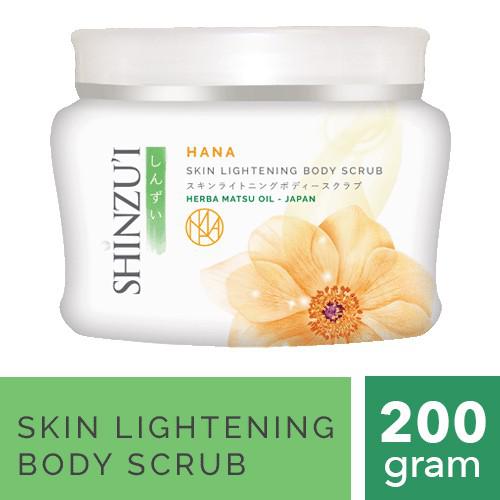 SHINZU'I
しんずい
HANA
SKIN LIGHTENING BODY SCRUB
スキンライトニングボディースクラブ
HERBA MATSU OIL - JAPAN
SKIN LIGHTENING
BODY SCRUB
200
gram